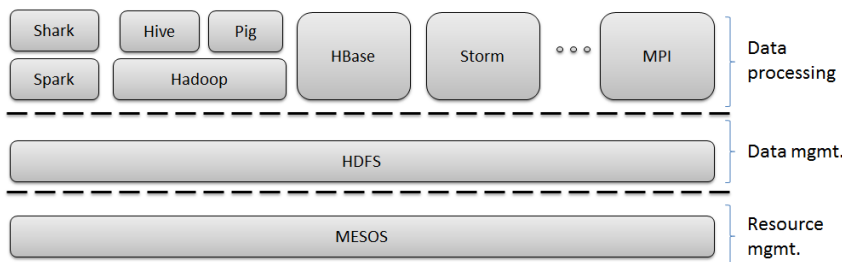 Shark
Hive
Pig
HBase
Storm
MPI
Spark
Hadoop
Data
processing
HDFS
Data mgmt.
MESOS
Resource
mgmt.